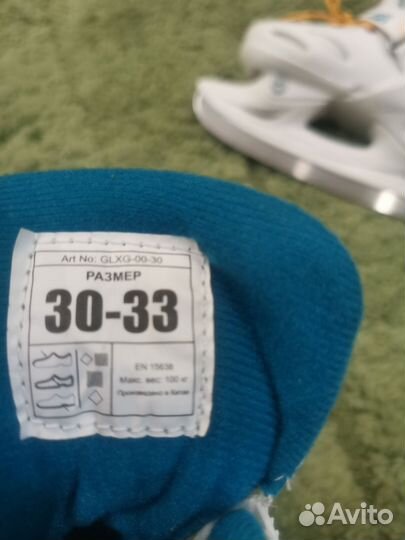 Art No: GLXG-00-30
РАЗМЕР
30-33
EN 15638
Макс. вес: 100 кг
Произведено в Китае
Avito